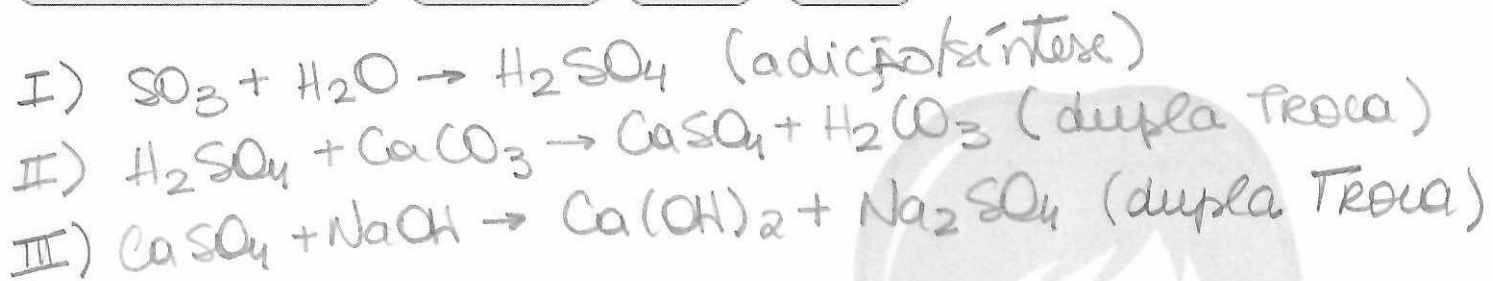 I) SO3 + H2O → H2SO4 (adição/síntese)
II) H2SO4 + CaCO3 → CaSO4 + H2CO3 (dupla TROCA)
III) CaSO4 + NaOH → Ca(OH)2 + Na2SO4 (dupla TROCA)